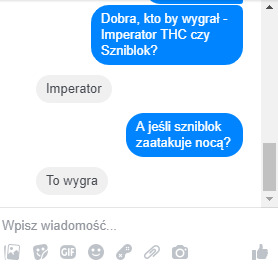 Dobra, kto by wygrał -
Imperator THC czy
Szniblok?
Imperator
A jeśli szniblok
zaatakuje nocą?
To wygra
Wpisz wiadomość...
GIF